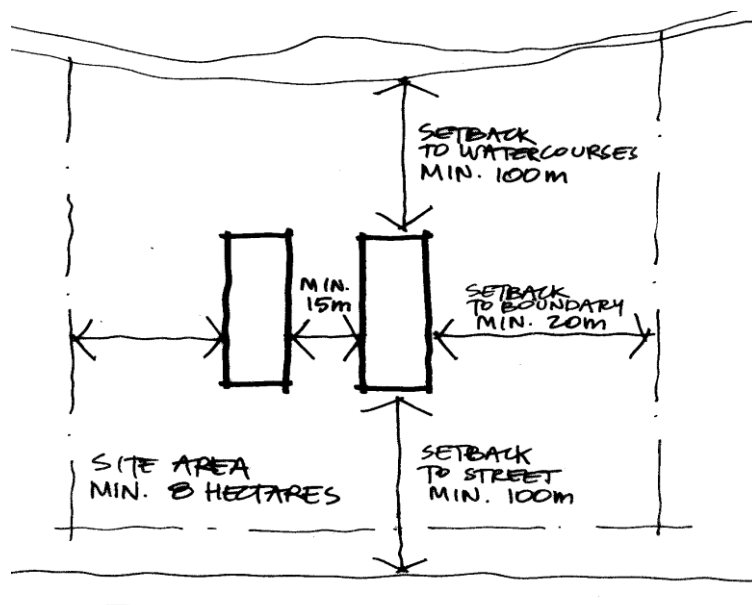 SETBACK
TO WATERCOURSES
MIN. 100m
MIN.
15m
SETBACK
TO BOUNDARY
MIN. 20m
SITE AREA
MIN. 8 HECTARES
SETBACK
TO STREET
MIN. 100m